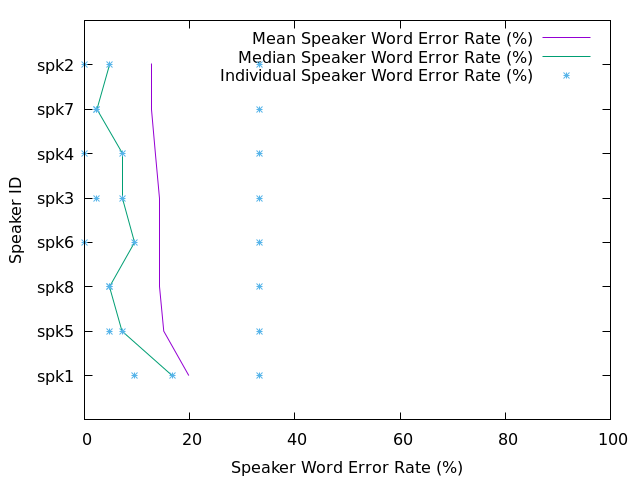 Mean Speaker Word Error Rate (%)
Median Speaker Word Error Rate (%)
Individual Speaker Word Error Rate (%)
spk2
spk7
spk4
spk3
spk6
spk8
spk5
spk1
Speaker ID
0 20 40 60 80 100
Speaker Word Error Rate (%)